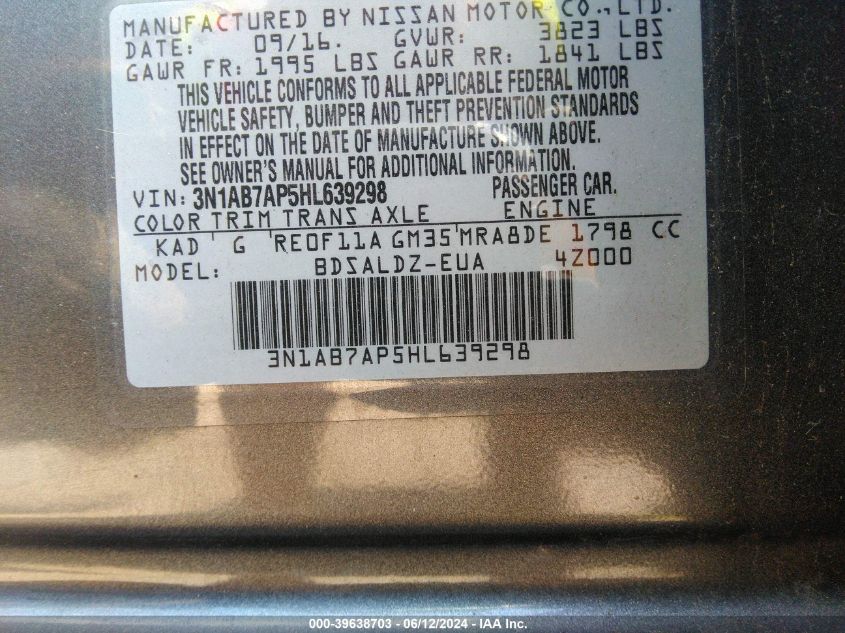 MANUFACTURED BY NISSAN MOTOR CO., LTD.
DATE: 09/16. GVWR: 3823 LBS
GAWR FR: 1995 LBS GAWR RR: 1841 LBS
THIS VEHICLE CONFORMS TO ALL APPLICABLE FEDERAL MOTOR
VEHICLE SAFETY, BUMPER AND THEFT PREVENTION STANDARDS
IN EFFECT ON THE DATE OF MANUFACTURE SHOWN ABOVE.
SEE OWNER'S MANUAL FOR ADDITIONAL INFORMATION.
VIN: 3N1AB7AP5HL639298 PASSENGER CAR.
COLOR TRIM TRANS AXLE ENGINE
KAD G RE0F11A GM35 MRA8DE 1798 CC
MODEL: BDSALDZ-EUA 4Z000
3N1AB7AP5HL639298
000-39638703 - 06/12/2024 - IAA Inc.